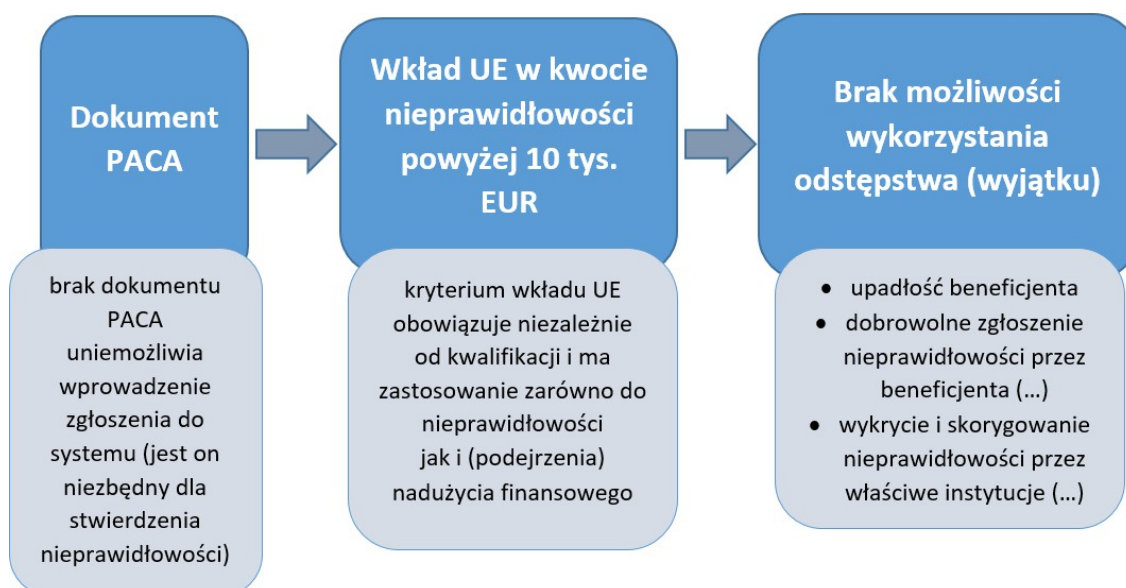 Dokument
PACA
Wkład UE w kwocie
nieprawidłowości
powyżej 10 tys.
EUR
Brak możliwości
wykorzystania
odstępstwa (wyjątku)
brak dokumentu
PACA
uniemożliwia
wprowadzenie
zgłoszenia do
systemu (jest on
niezbędny dla
stwierdzenia
nieprawidłowości)
kryterium wkładu UE
obowiązuje niezależnie
od kwalifikacji i ma
zastosowanie zarówno do
nieprawidłowości
jak i (podejrzenia)
nadużycia finansowego
• upadłość beneficjenta
• dobrowolne zgłoszenie
nieprawidłowości przez
beneficjenta (...)
• wykrycie i skorygowanie
nieprawidłowości przez
właściwe instytucje (...)